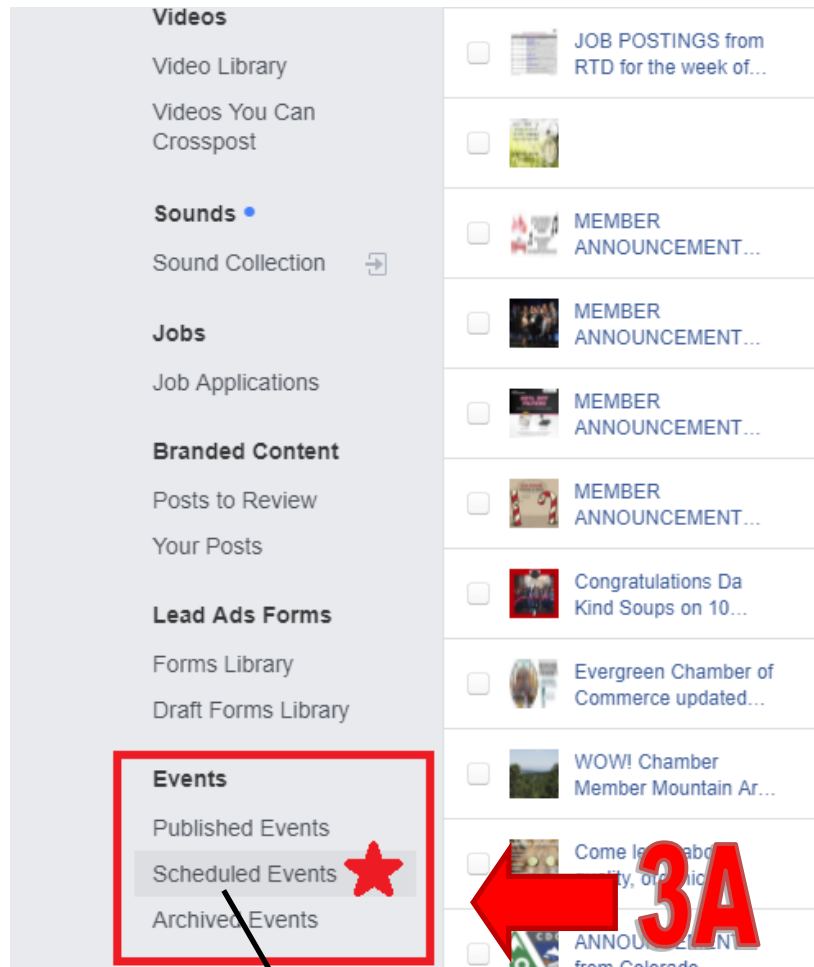 Videos
Video Library
Videos You Can
Crosspost
Sounds
Sound Collection
Jobs
Job Applications
Branded Content
Posts to Review
Your Posts
Lead Ads Forms
Forms Library
Draft Forms Library
Events
Published Events
Scheduled Events
Archived Events
JOB POSTINGS from
RTD for the week of...
MEMBER
ANNOUNCEMENT...
MEMBER
ANNOUNCEMENT...
MEMBER
ANNOUNCEMENT...
MEMBER
ANNOUNCEMENT...
Congratulations Da
Kind Soups on 10...
Evergreen Chamber of
Commerce updated...
WOW! Chamber
Member Mountain Ar...
Come
3A
from Colorado